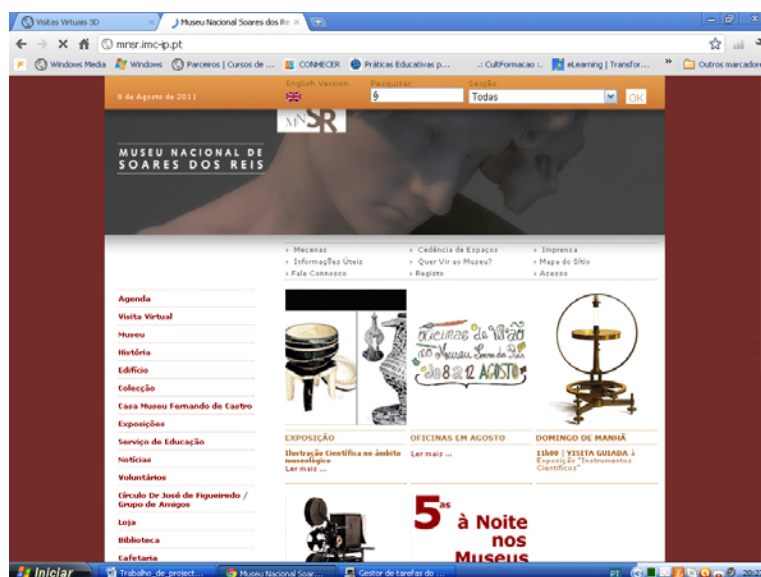 Visitas Virtuais 3D
Museu Nacional Soares dos Re
mnsr.imc-ip.pt
Windows Media
Windows
Parceiros | Cursos de ...
CONHECER
Práticas Educativas p...
.: CultFormacao :.
eLearning | Transfor...
Outros marcadore
English Version
Pesquisar
Secção
8 de Agosto de 2011
Todas
OK
MNSR
MUSEU NACIONAL DE
SOARES DOS REIS
› Mecenas
› Cedência de Espaços
› Imprensa
› Informações Úteis
› Quer Vir ao Museu?
› Mapa do Sítio
› Fale Connosco
› Registo
› Acesso
Agenda
Visita Virtual
Museu
História
Edifício
Colecção
Casa Museu Fernando de Castro
Exposições
Serviço de Educação
Notícias
Voluntários
Círculo Dr José de Figueiredo /
Grupo de Amigos
Loja
Biblioteca
Cafetaria
oficinas de Verão
no Museu Soares dos Reis
de 8 a 12 AGOSTO
EXPOSIÇÃO
Ilustração Científica no âmbito
museológico
Ler mais ...
OFICINAS EM AGOSTO
Ler mais ...
DOMINGO DE MANHÃ
11h00 | VISITA GUIADA à
Exposição "Instrumentos
Científicos"
5as à Noite
nos
Museus
Iniciar
Trabalho_de_project...
Museu Nacional Soar...
Gestor de tarefas do ...
PT